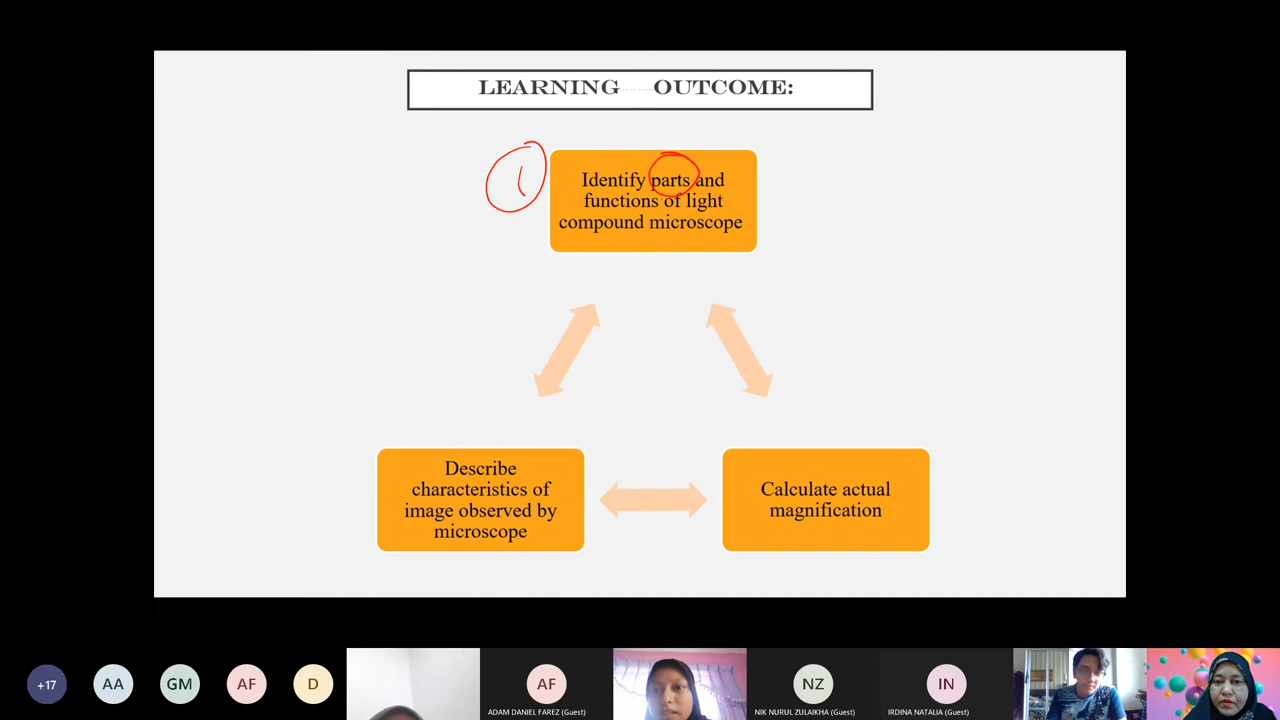 LEARNING OUTCOME:
1
Identify parts and
functions of light
compound microscope
Describe
characteristics of
image observed by
microscope
Calculate actual
magnification
+17
AA
GM
AF
D
AF
NZ
IN
ADAM DANIEL FAREZ (Guest)
NIK NURUL ZULAIKHA (Guest)
IRDINA NATALIA (Guest)